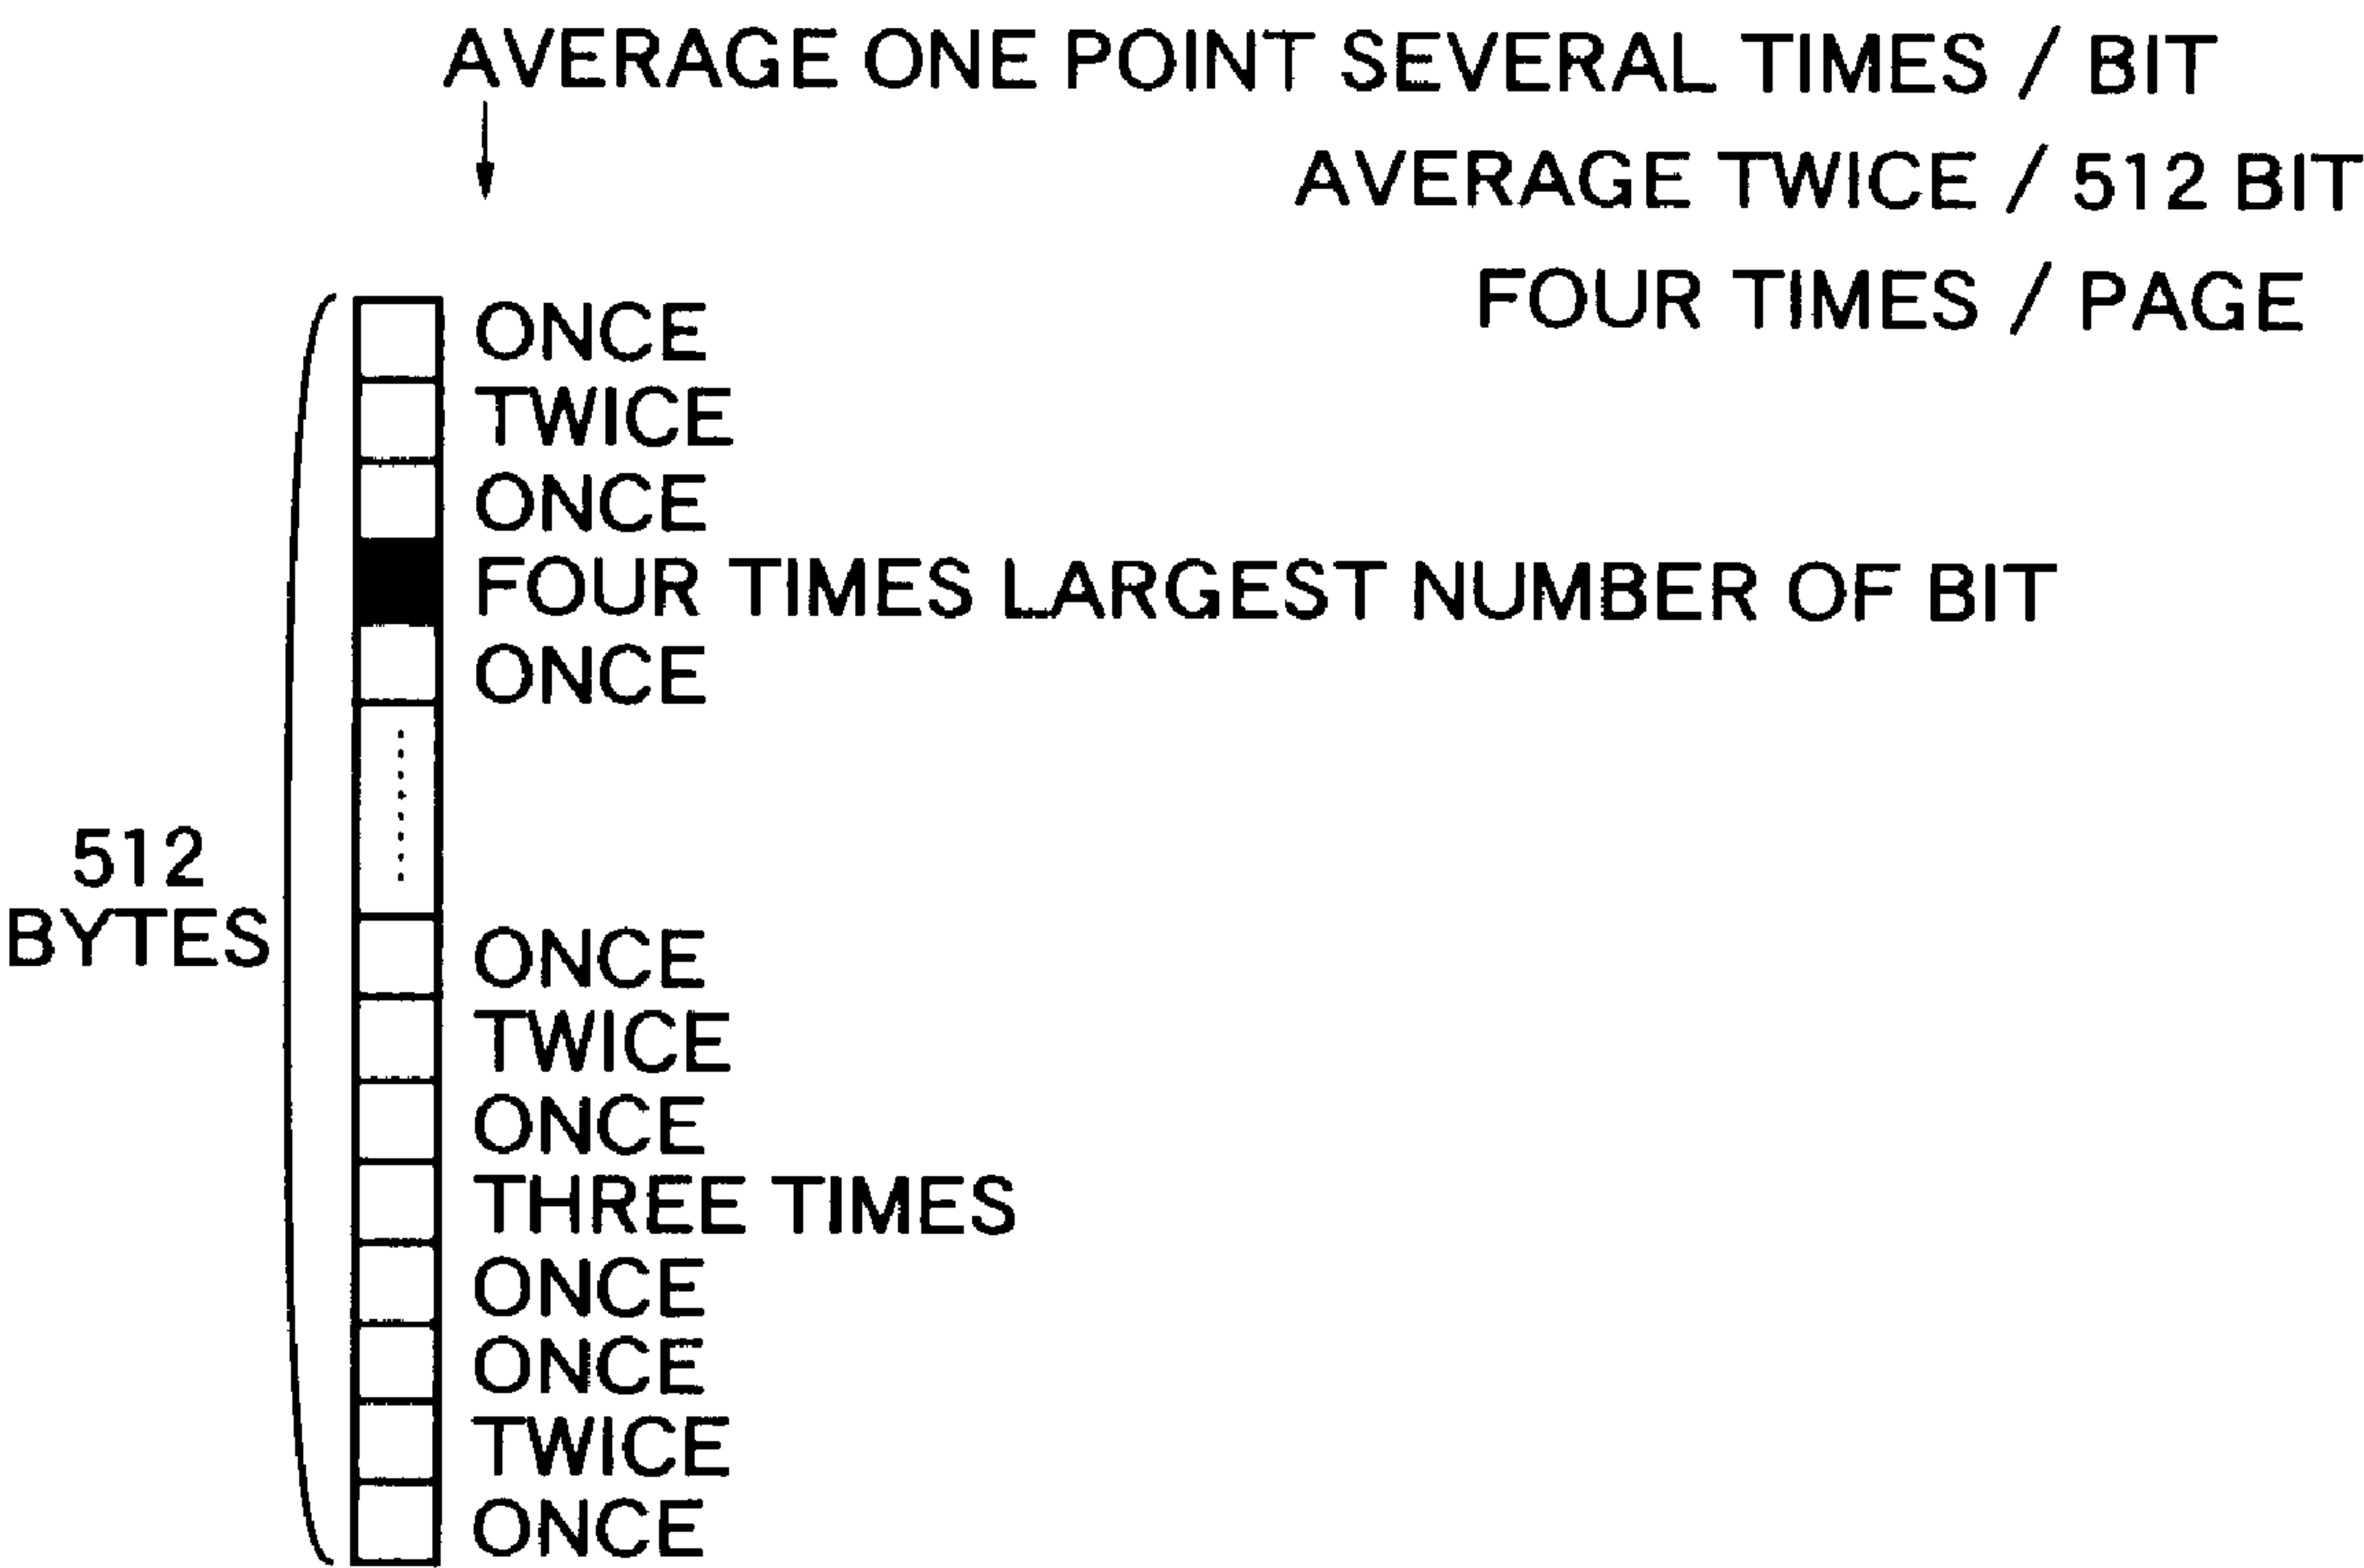 AVERAGE ONE POINT SEVERAL TIMES / BIT
AVERAGE TWICE / 512 BIT
FOUR TIMES / PAGE
ONCE
TWICE
ONCE
FOUR TIMES LARGEST NUMBER OF BIT
ONCE
512
BYTES
ONCE
TWICE
ONCE
THREE TIMES
ONCE
ONCE
TWICE
ONCE